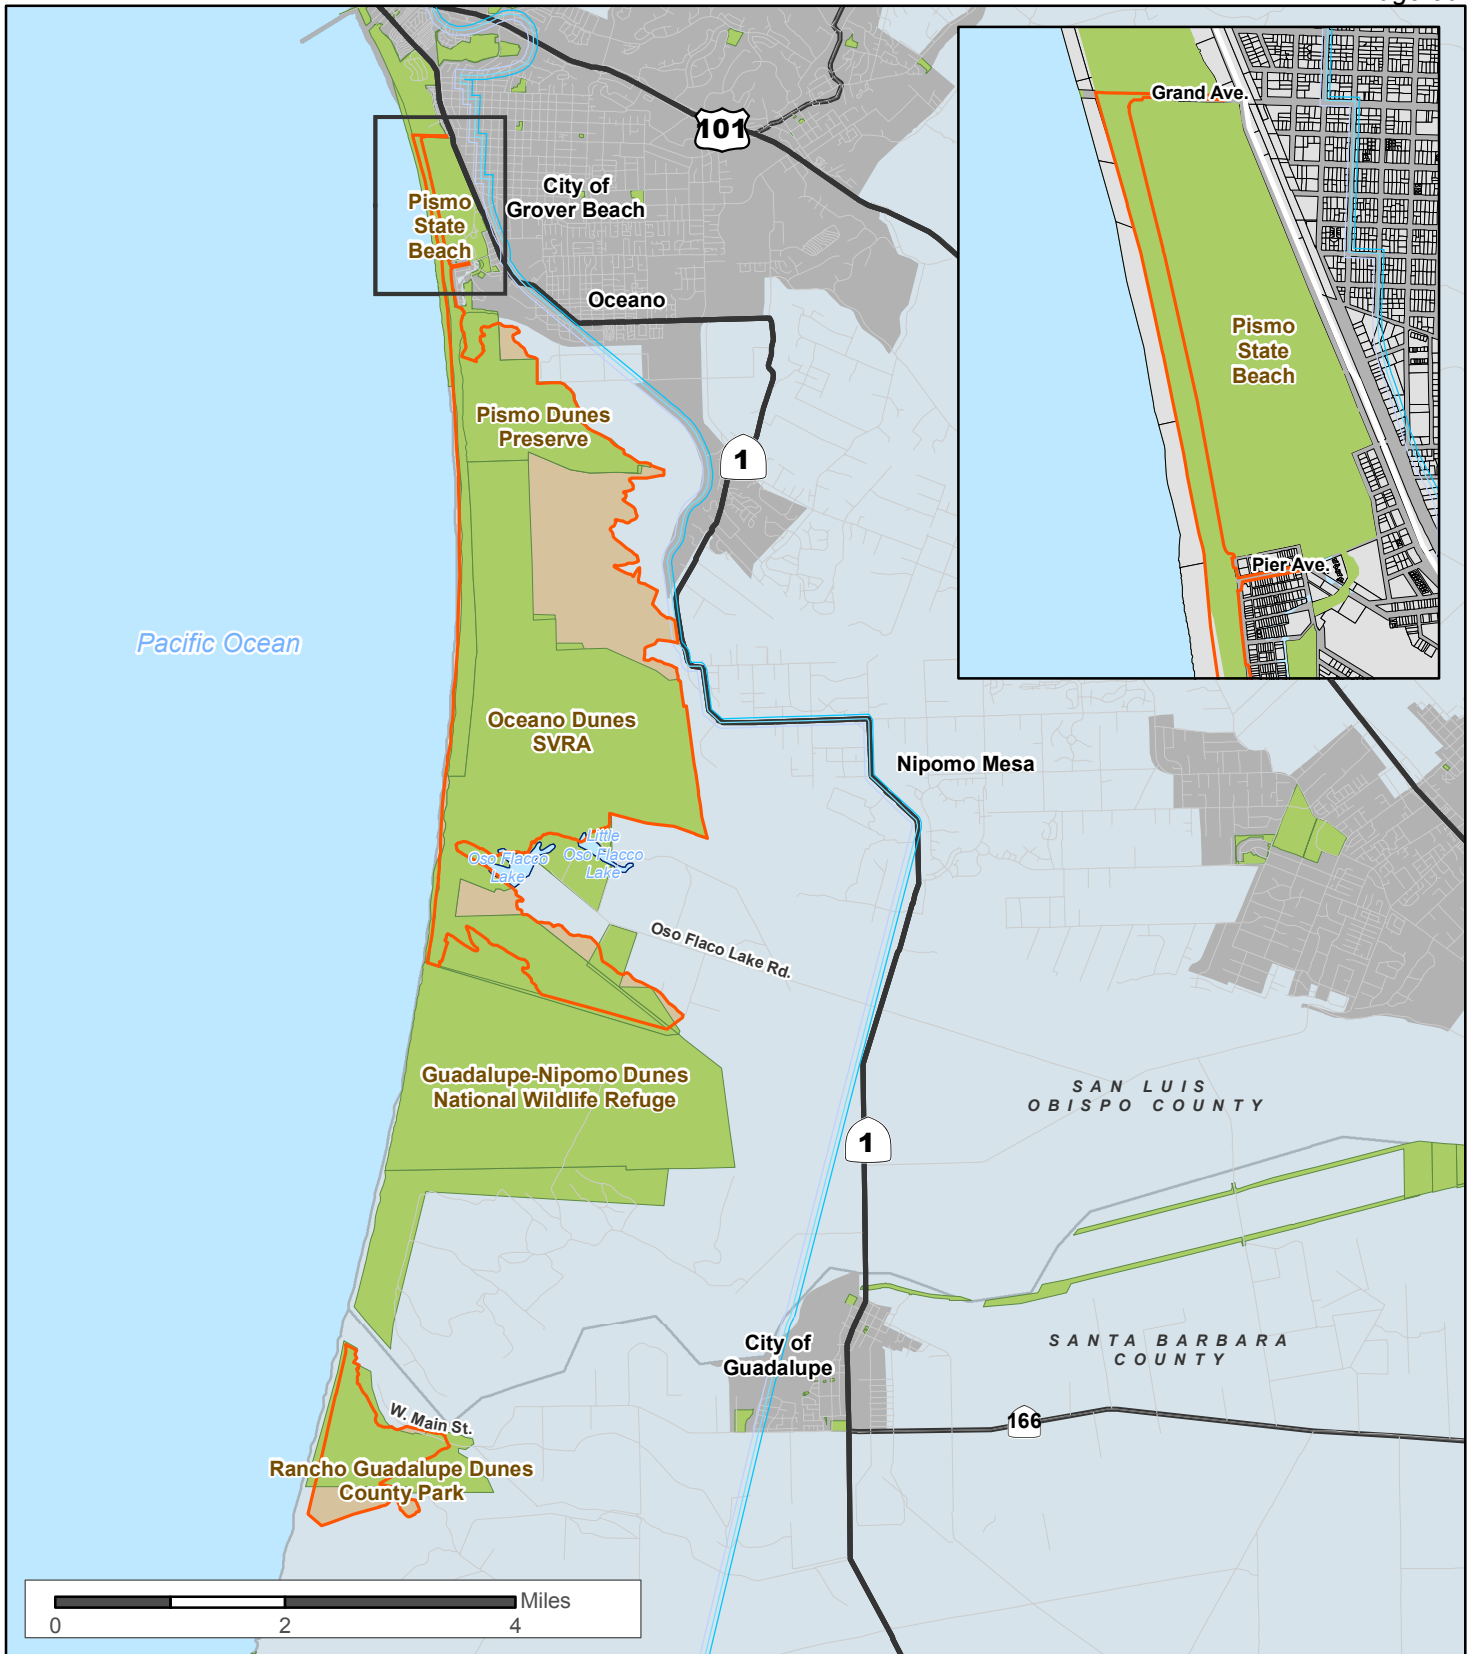 Grand Ave.
101
City of
Grover Beach
Pismo
State
Beach
Oceano
Pismo
State
Beach
Pismo Dunes
Preserve
1
Pier Ave.
Pacific Ocean
Oceano Dunes
SVRA
Nipomo Mesa
Little
Oso Flacco
Lake
Oso Flacco
Lake
Oso Flaco Lake Rd.
Guadalupe-Nipomo Dunes
National Wildlife Refuge
SAN LUIS
OBISPO COUNTY
1
City of
Guadalupe
SANTA BARBARA
COUNTY
W. Main St.
166
Rancho Guadalupe Dunes
County Park
Miles
0 2 4